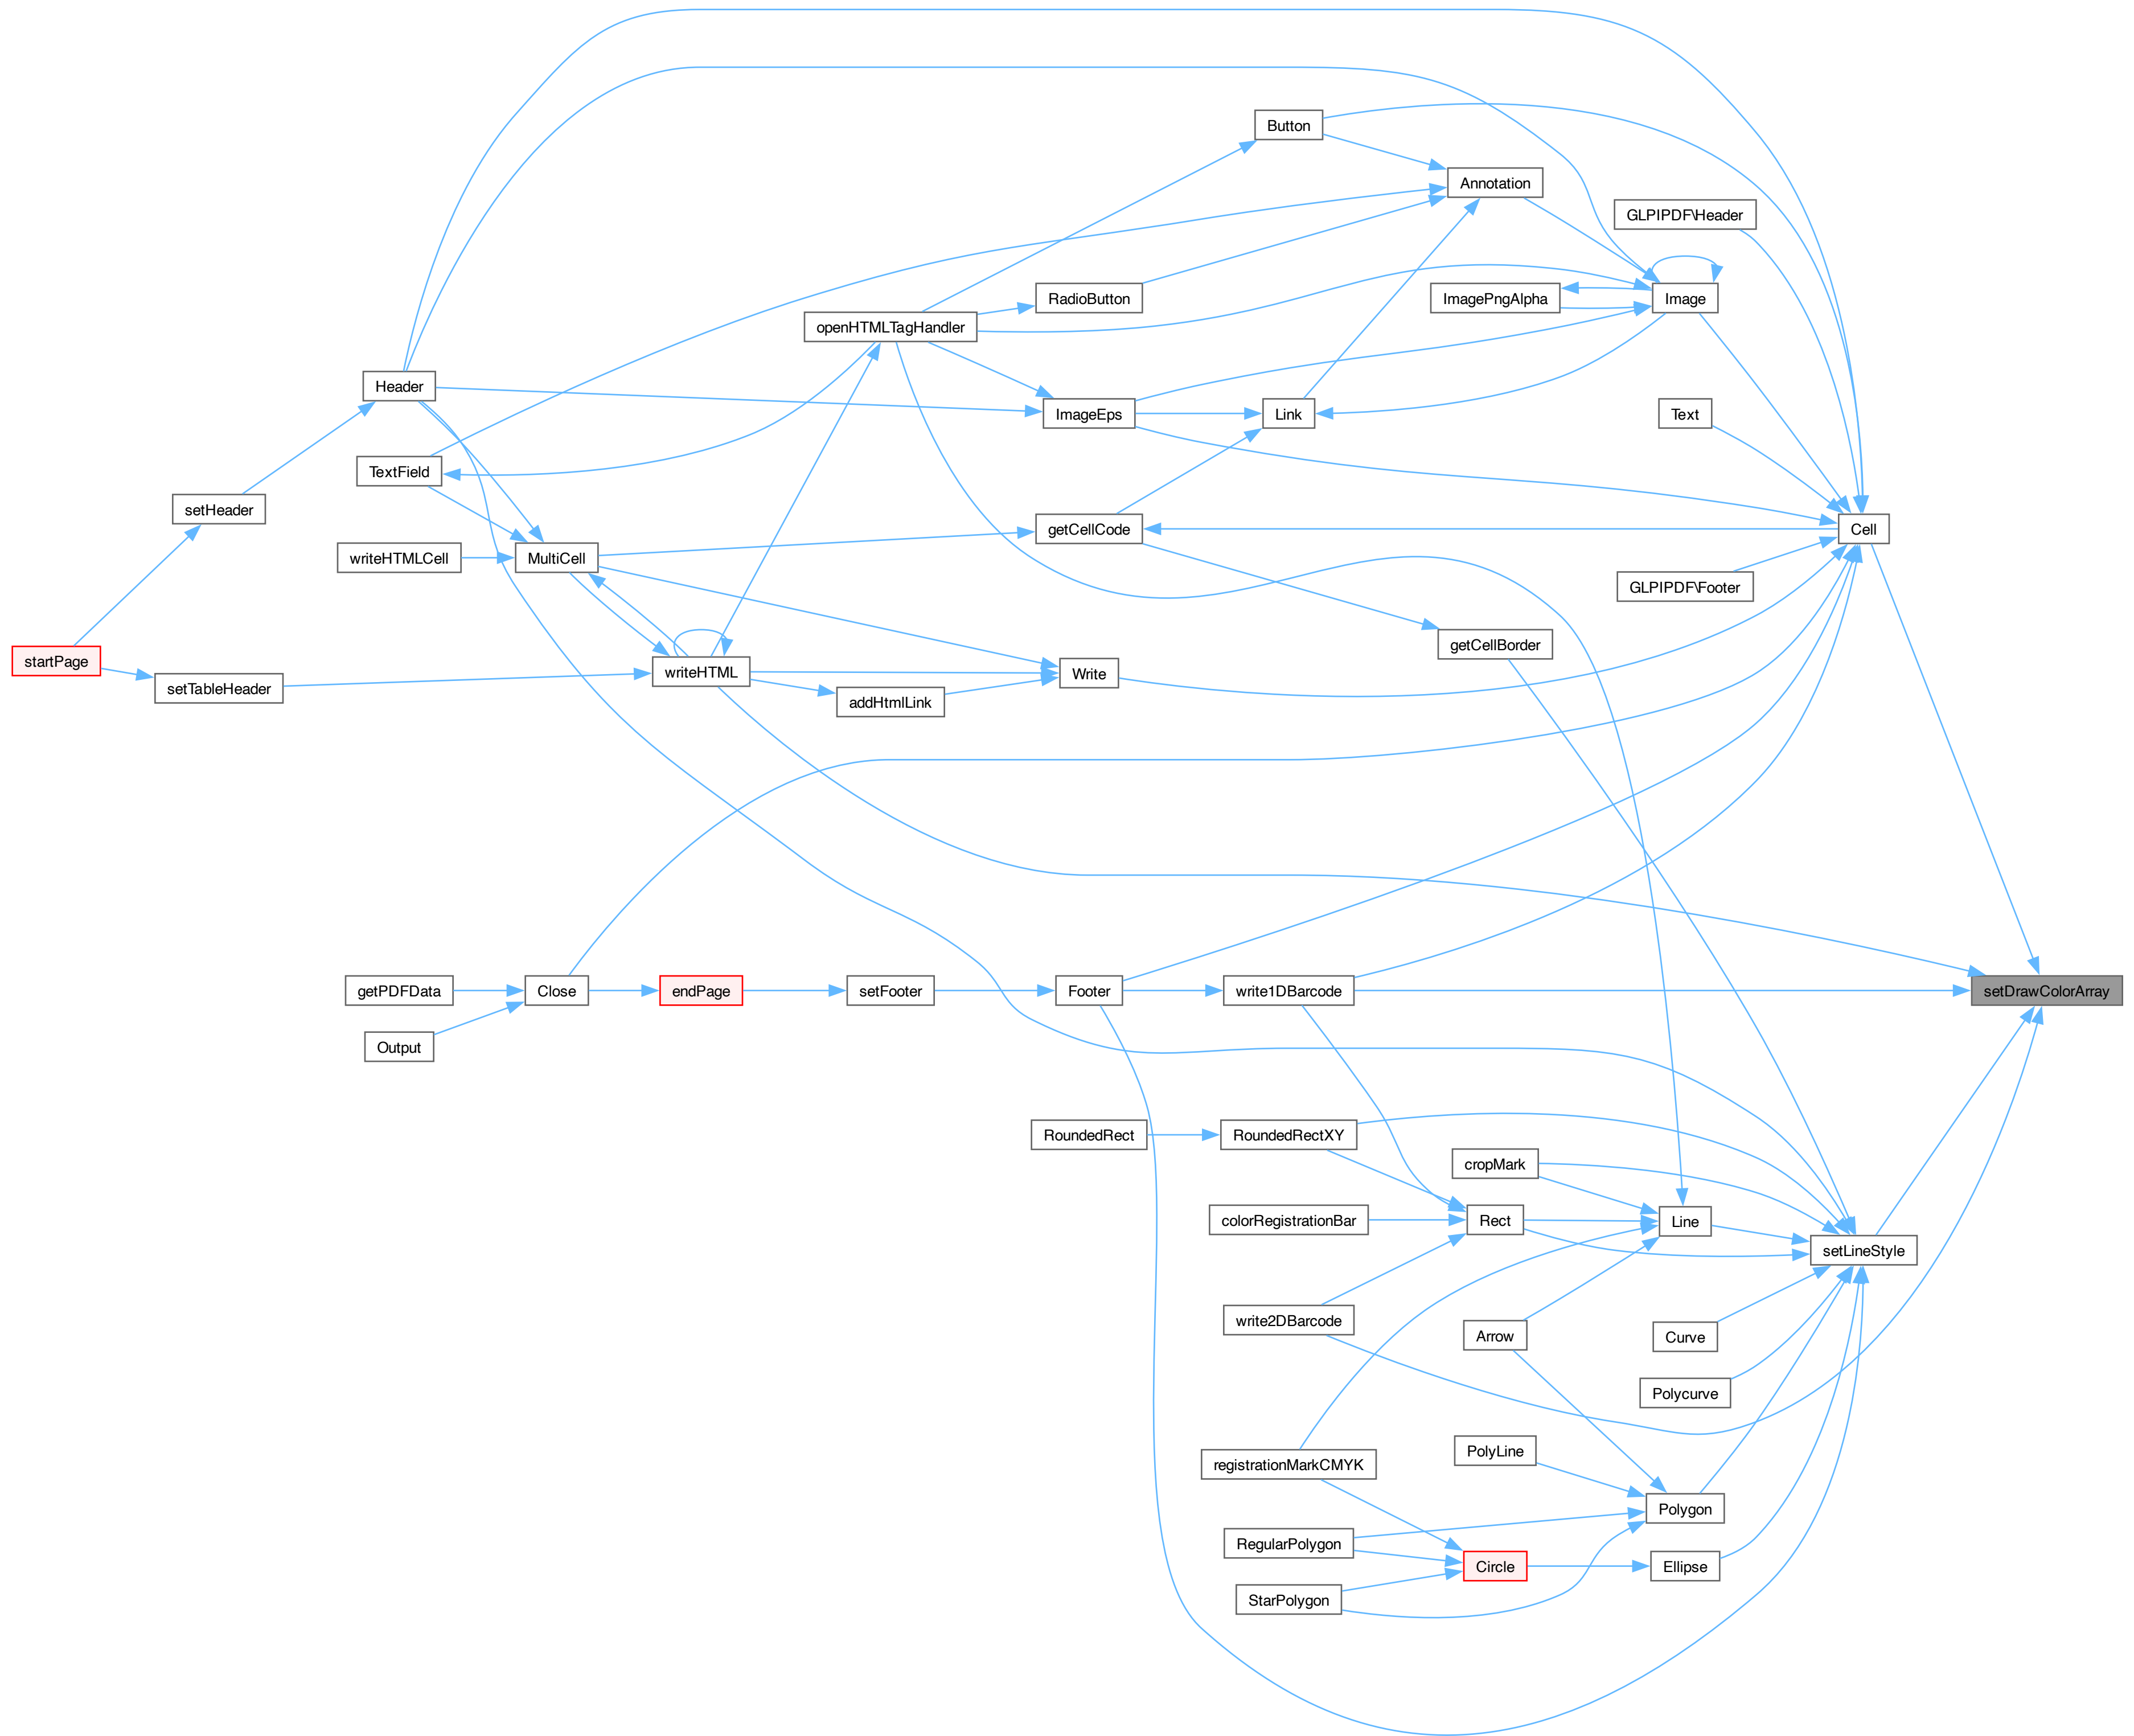 Button
Annotation
GLPIPDF\Header
RadioButton
ImagePngAlpha
Image
openHTMLTagHandler
Header
ImageEps
Link
Text
TextField
setHeader
getCellCode
Cell
writeHTMLCell
MultiCell
GLPIPDF\Footer
getCellBorder
startPage
setTableHeader
writeHTML
Write
addHtmlLink
getPDFData
Close
endPage
setFooter
Footer
write1DBarcode
setDrawColorArray
Output
RoundedRect
RoundedRectXY
cropMark
colorRegistrationBar
Rect
Line
setLineStyle
write2DBarcode
Arrow
Curve
Polycurve
registrationMarkCMYK
PolyLine
Polygon
RegularPolygon
Circle
Ellipse
StarPolygon